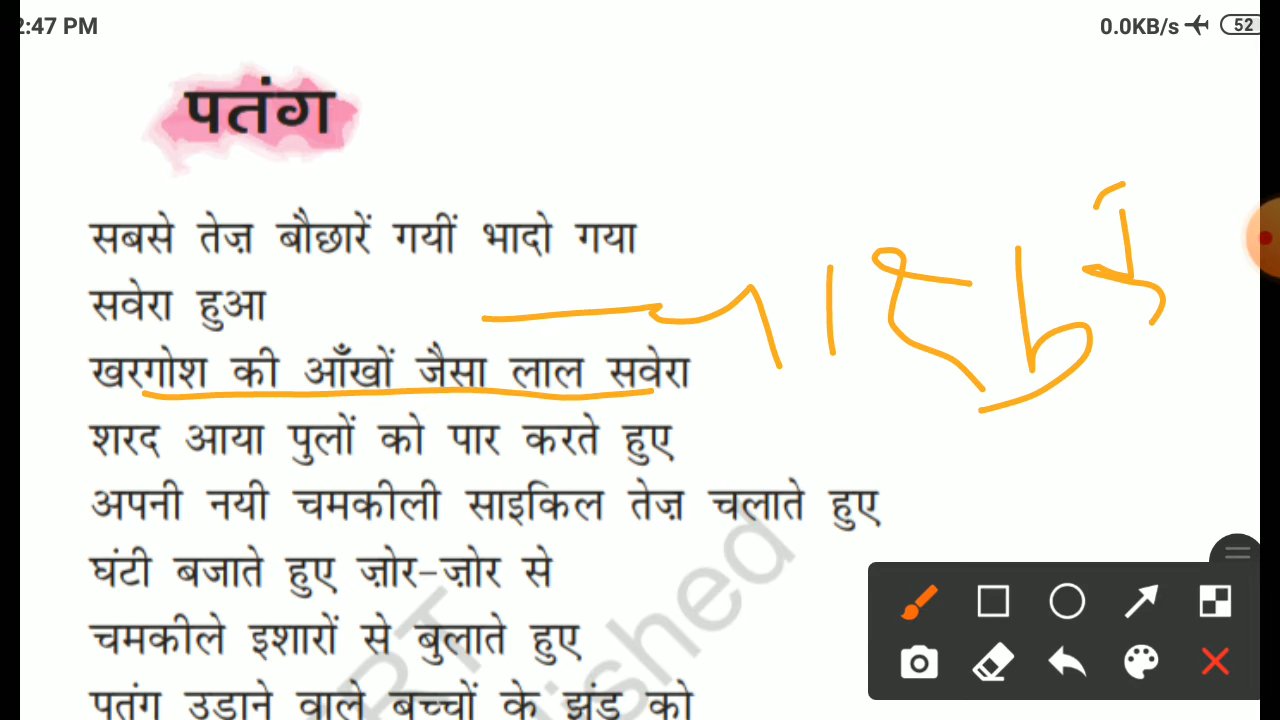 2:47 PM
0.0KB/s 52
पतंग
सबसे तेज़ बौछारें गयीं भादो गया
सवेरा हुआ
खरगोश की आँखों जैसा लाल सवेरा
शरद आया पुलों को पार करते हुए
अपनी नयी चमकीली साइकिल तेज़ चलाते हुए
घंटी बजाते हुए ज़ोर-ज़ोर से
चमकीले इशारों से बुलाते हुए
पतंग उड़ाने वाले बच्चों के झुंड को